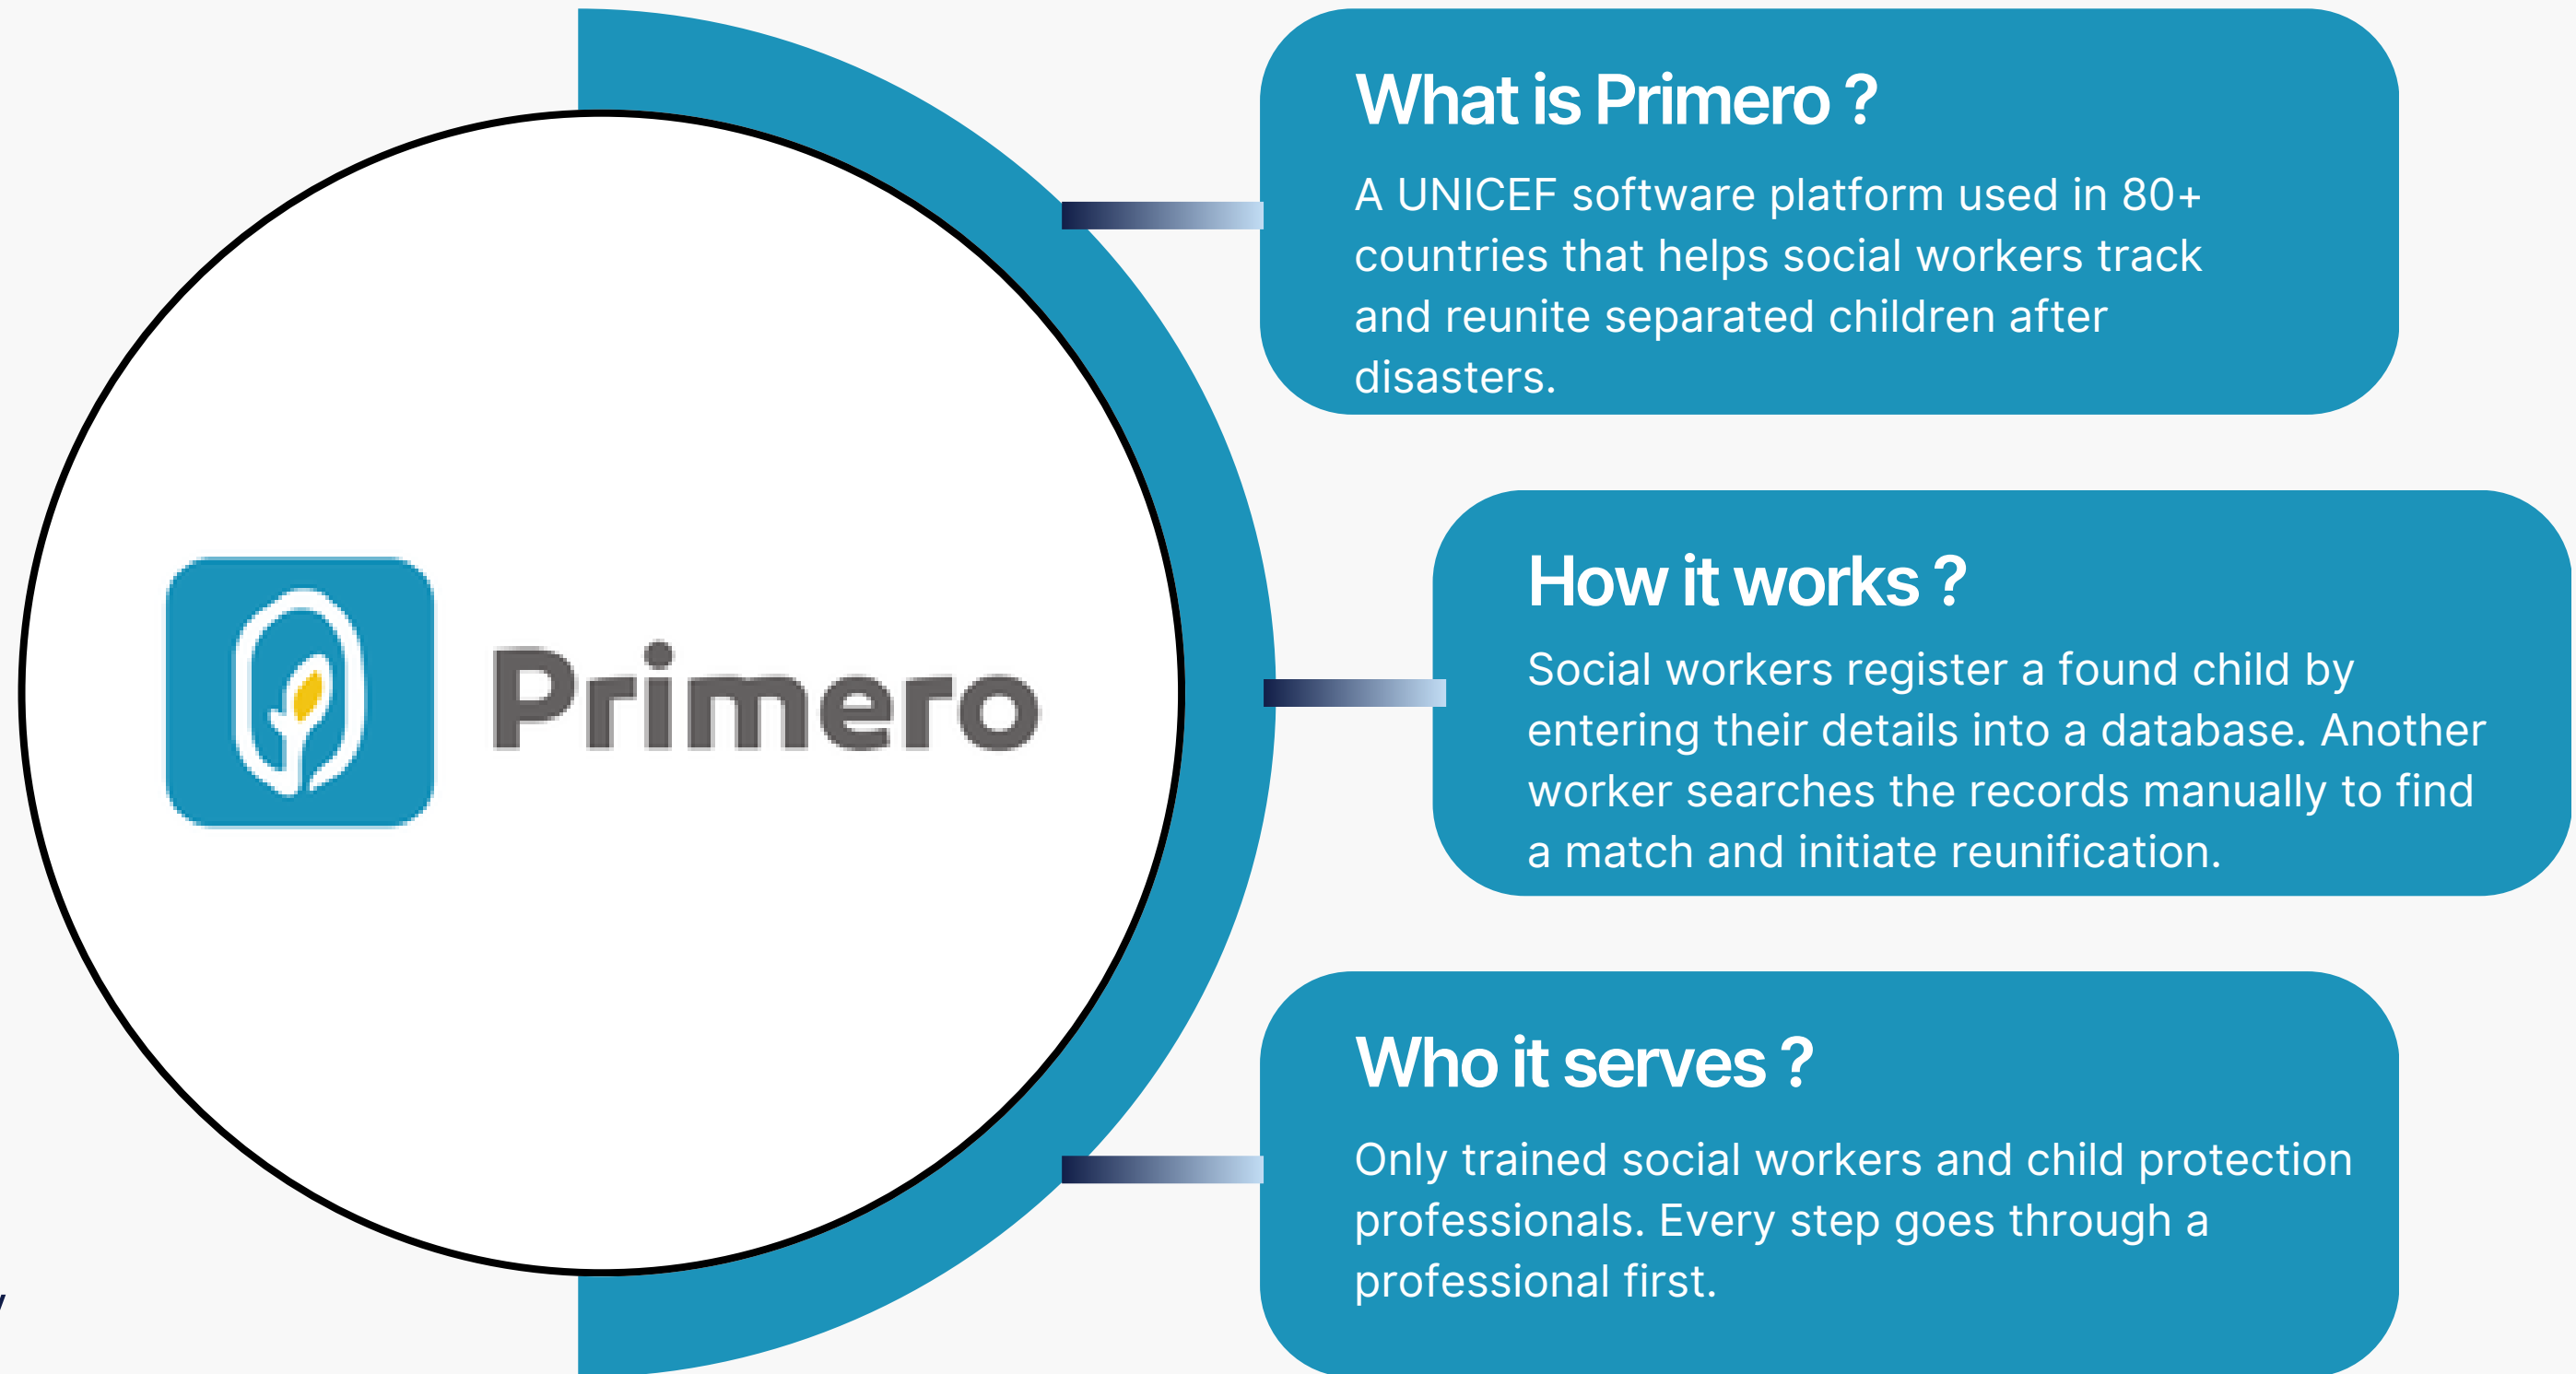 What is Primero ?
A UNICEF software platform used in 80+
countries that helps social workers track
and reunite separated children after
disasters.
Primero
How it works ?
Social workers register a found child by
entering their details into a database. Another
worker searches the records manually to find
a match and initiate reunification.
Who it serves ?
Only trained social workers and child protection
professionals. Every step goes through a
professional first.